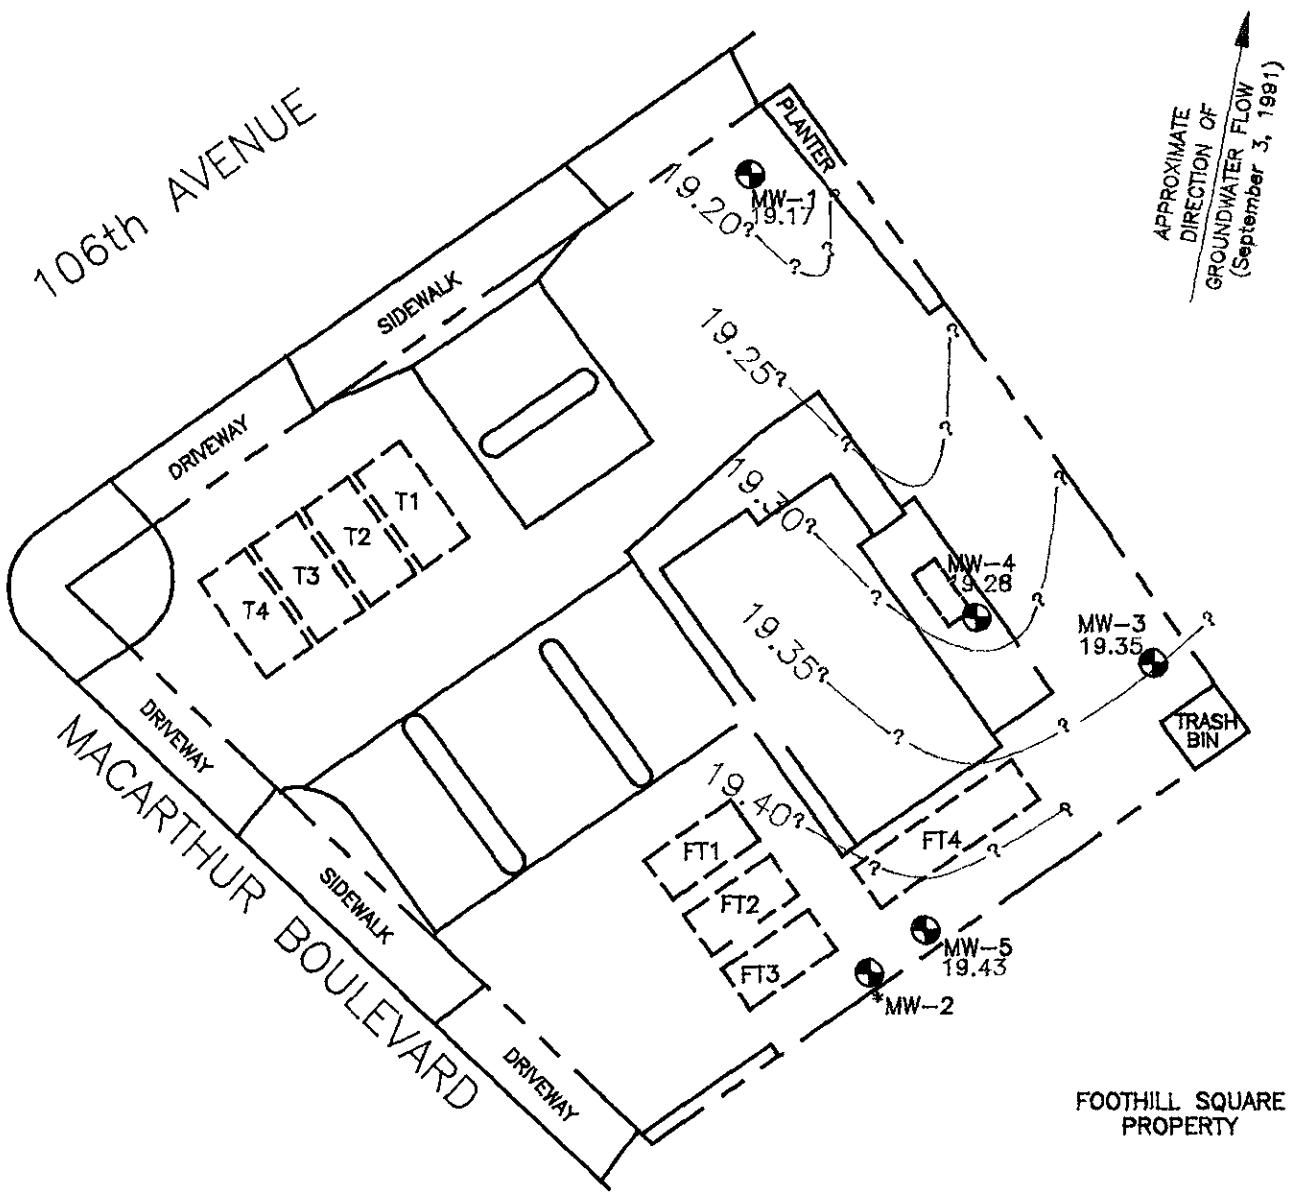 106th AVENUE
APPROXIMATE
DIRECTION OF
GROUNDWATER FLOW
(September 3, 1991)
PLANTER
19.20?
MW-1
19.17
?
?
?
SIDEWALK
19.25?
?
?
?
DRIVEWAY
T1
T2
T3
T4
19.30?
?
?
?
MW-4
19.28
MW-3
19.35
?
19.35?
?
?
TRASH
BIN
DRIVEWAY
MACARTHUR BOULEVARD
19.40?
?
?
?
FT1
FT2
FT3
FT4
SIDEWALK
MW-5
19.43
*MW-2
DRIVEWAY
FOOTHILL SQUARE
PROPERTY